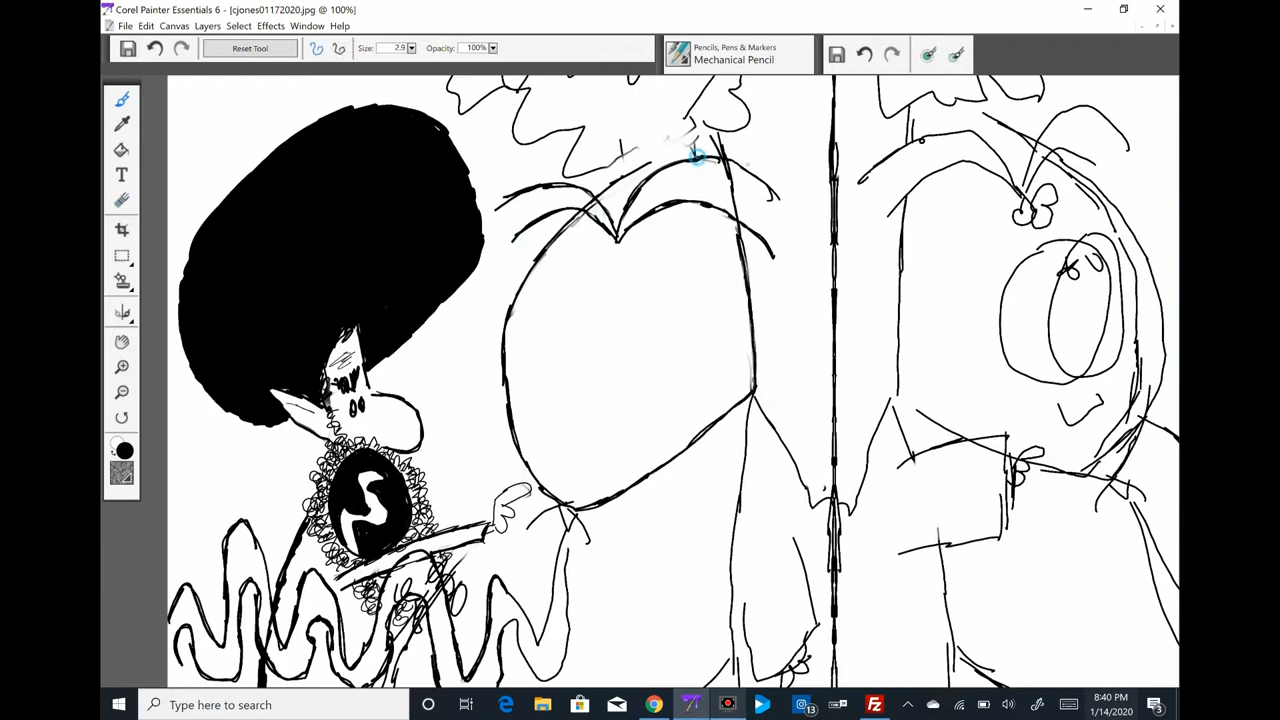 Corel Painter Essentials 6 - [cjones01172020.jpg @ 100%]
File Edit Canvas Layers Select Effects Window Help
Reset Tool Size: 2.9 Opacity: 100% Pencils, Pens & Markers
Mechanical Pencil
S
Type here to search
13
8:40 PM
1/14/2020
3